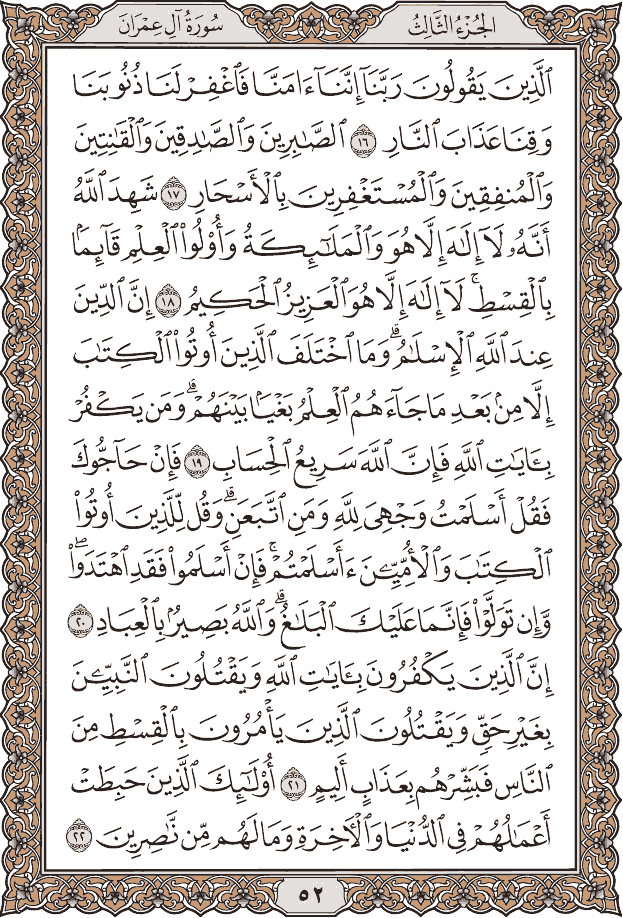 الجُزْءُ الثَّالِثُ
سُورَةُ آلِ عِمْرَانَ
ٱلَّذِينَ يَقُولُونَ رَبَّنَآ إِنَّنَآ ءَامَنَّا فَٱغْفِرْ لَنَا ذُنُوبَنَا
وَقِنَا عَذَابَ ٱلنَّارِ ١٦ ٱلصَّٰبِرِينَ وَٱلصَّٰدِقِينَ وَٱلْقَٰنِتِينَ
وَٱلْمُنفِقِينَ وَٱلْمُسْتَغْفِرِينَ بِٱلْأَسْحَارِ ١٧ شَهِدَ ٱللَّهُ
أَنَّهُۥ لَآ إِلَٰهَ إِلَّا هُوَ وَٱلْمَلَٰٓئِكَةُ وَأُو۟لُوا۟ ٱلْعِلْمِ قَآئِمًۢا
بِٱلْقِسْطِۚ لَآ إِلَٰهَ إِلَّا هُوَ ٱلْعَزِيزُ ٱلْحَكِيمُ ١٨ إِنَّ ٱلدِّينَ
عِندَ ٱللَّهِ ٱلْإِسْلَٰمُۗ وَمَا ٱخْتَلَفَ ٱلَّذِينَ أُوتُوا۟ ٱلْكِتَٰبَ
إِلَّا مِنۢ بَعْدِ مَا جَآءَهُمُ ٱلْعِلْمُ بَغْيًۢا بَيْنَهُمْۗ وَمَن يَكْفُرْ
بِـَٔايَٰتِ ٱللَّهِ فَإِنَّ ٱللَّهَ سَرِيعُ ٱلْحِسَابِ ١٩ فَإِنْ حَآجُّوكَ
فَقُلْ أَسْلَمْتُ وَجْهِىَ لِلَّهِ وَمَنِ ٱتَّبَعَنِۗ وَقُل لِّلَّذِينَ أُوتُوا۟
ٱلْكِتَٰبَ وَٱلْأُمِّيِّـۧنَ ءَأَسْلَمْتُمْۚ فَإِنْ أَسْلَمُوا۟ فَقَدِ ٱهْتَدَوا۟ۖ
وَّإِن تَوَلَّوْا۟ فَإِنَّمَا عَلَيْكَ ٱلْبَلَٰغُۗ وَٱللَّهُ بَصِيرٌۢ بِٱلْعِبَادِ ٢٠
إِنَّ ٱلَّذِينَ يَكْفُرُونَ بِـَٔايَٰتِ ٱللَّهِ وَيَقْتُلُونَ ٱلنَّبِيِّـۧنَ
بِغَيْرِ حَقٍّ وَيَقْتُلُونَ ٱلَّذِينَ يَأْمُرُونَ بِٱلْقِسْطِ مِنَ
ٱلنَّاسِ فَبَشِّرْهُم بِعَذَابٍ أَلِيمٍ ٢١ أُو۟لَٰٓئِكَ ٱلَّذِينَ حَبِطَتْ
أَعْمَٰلُهُمْ فِى ٱلدُّنْيَا وَٱلْءَاخِرَةِ وَمَا لَهُم مِّن نَّٰصِرِينَ ٢٢
٥٢